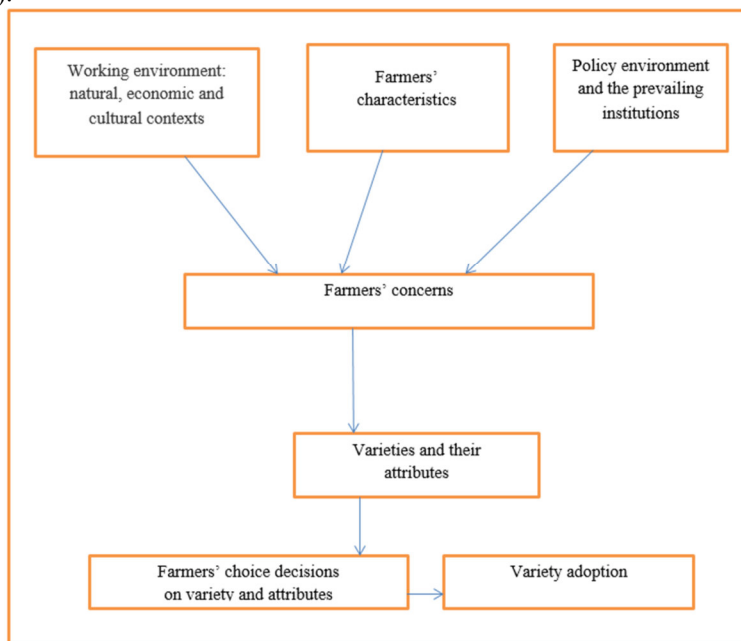 ).
Working environment:
natural, economic and
cultural contexts
Farmers’
characteristics
Policy environment
and the prevailing
institutions
Farmers’ concerns
Varieties and their
attributes
Farmers’ choice decisions
on variety and attributes
Variety adoption